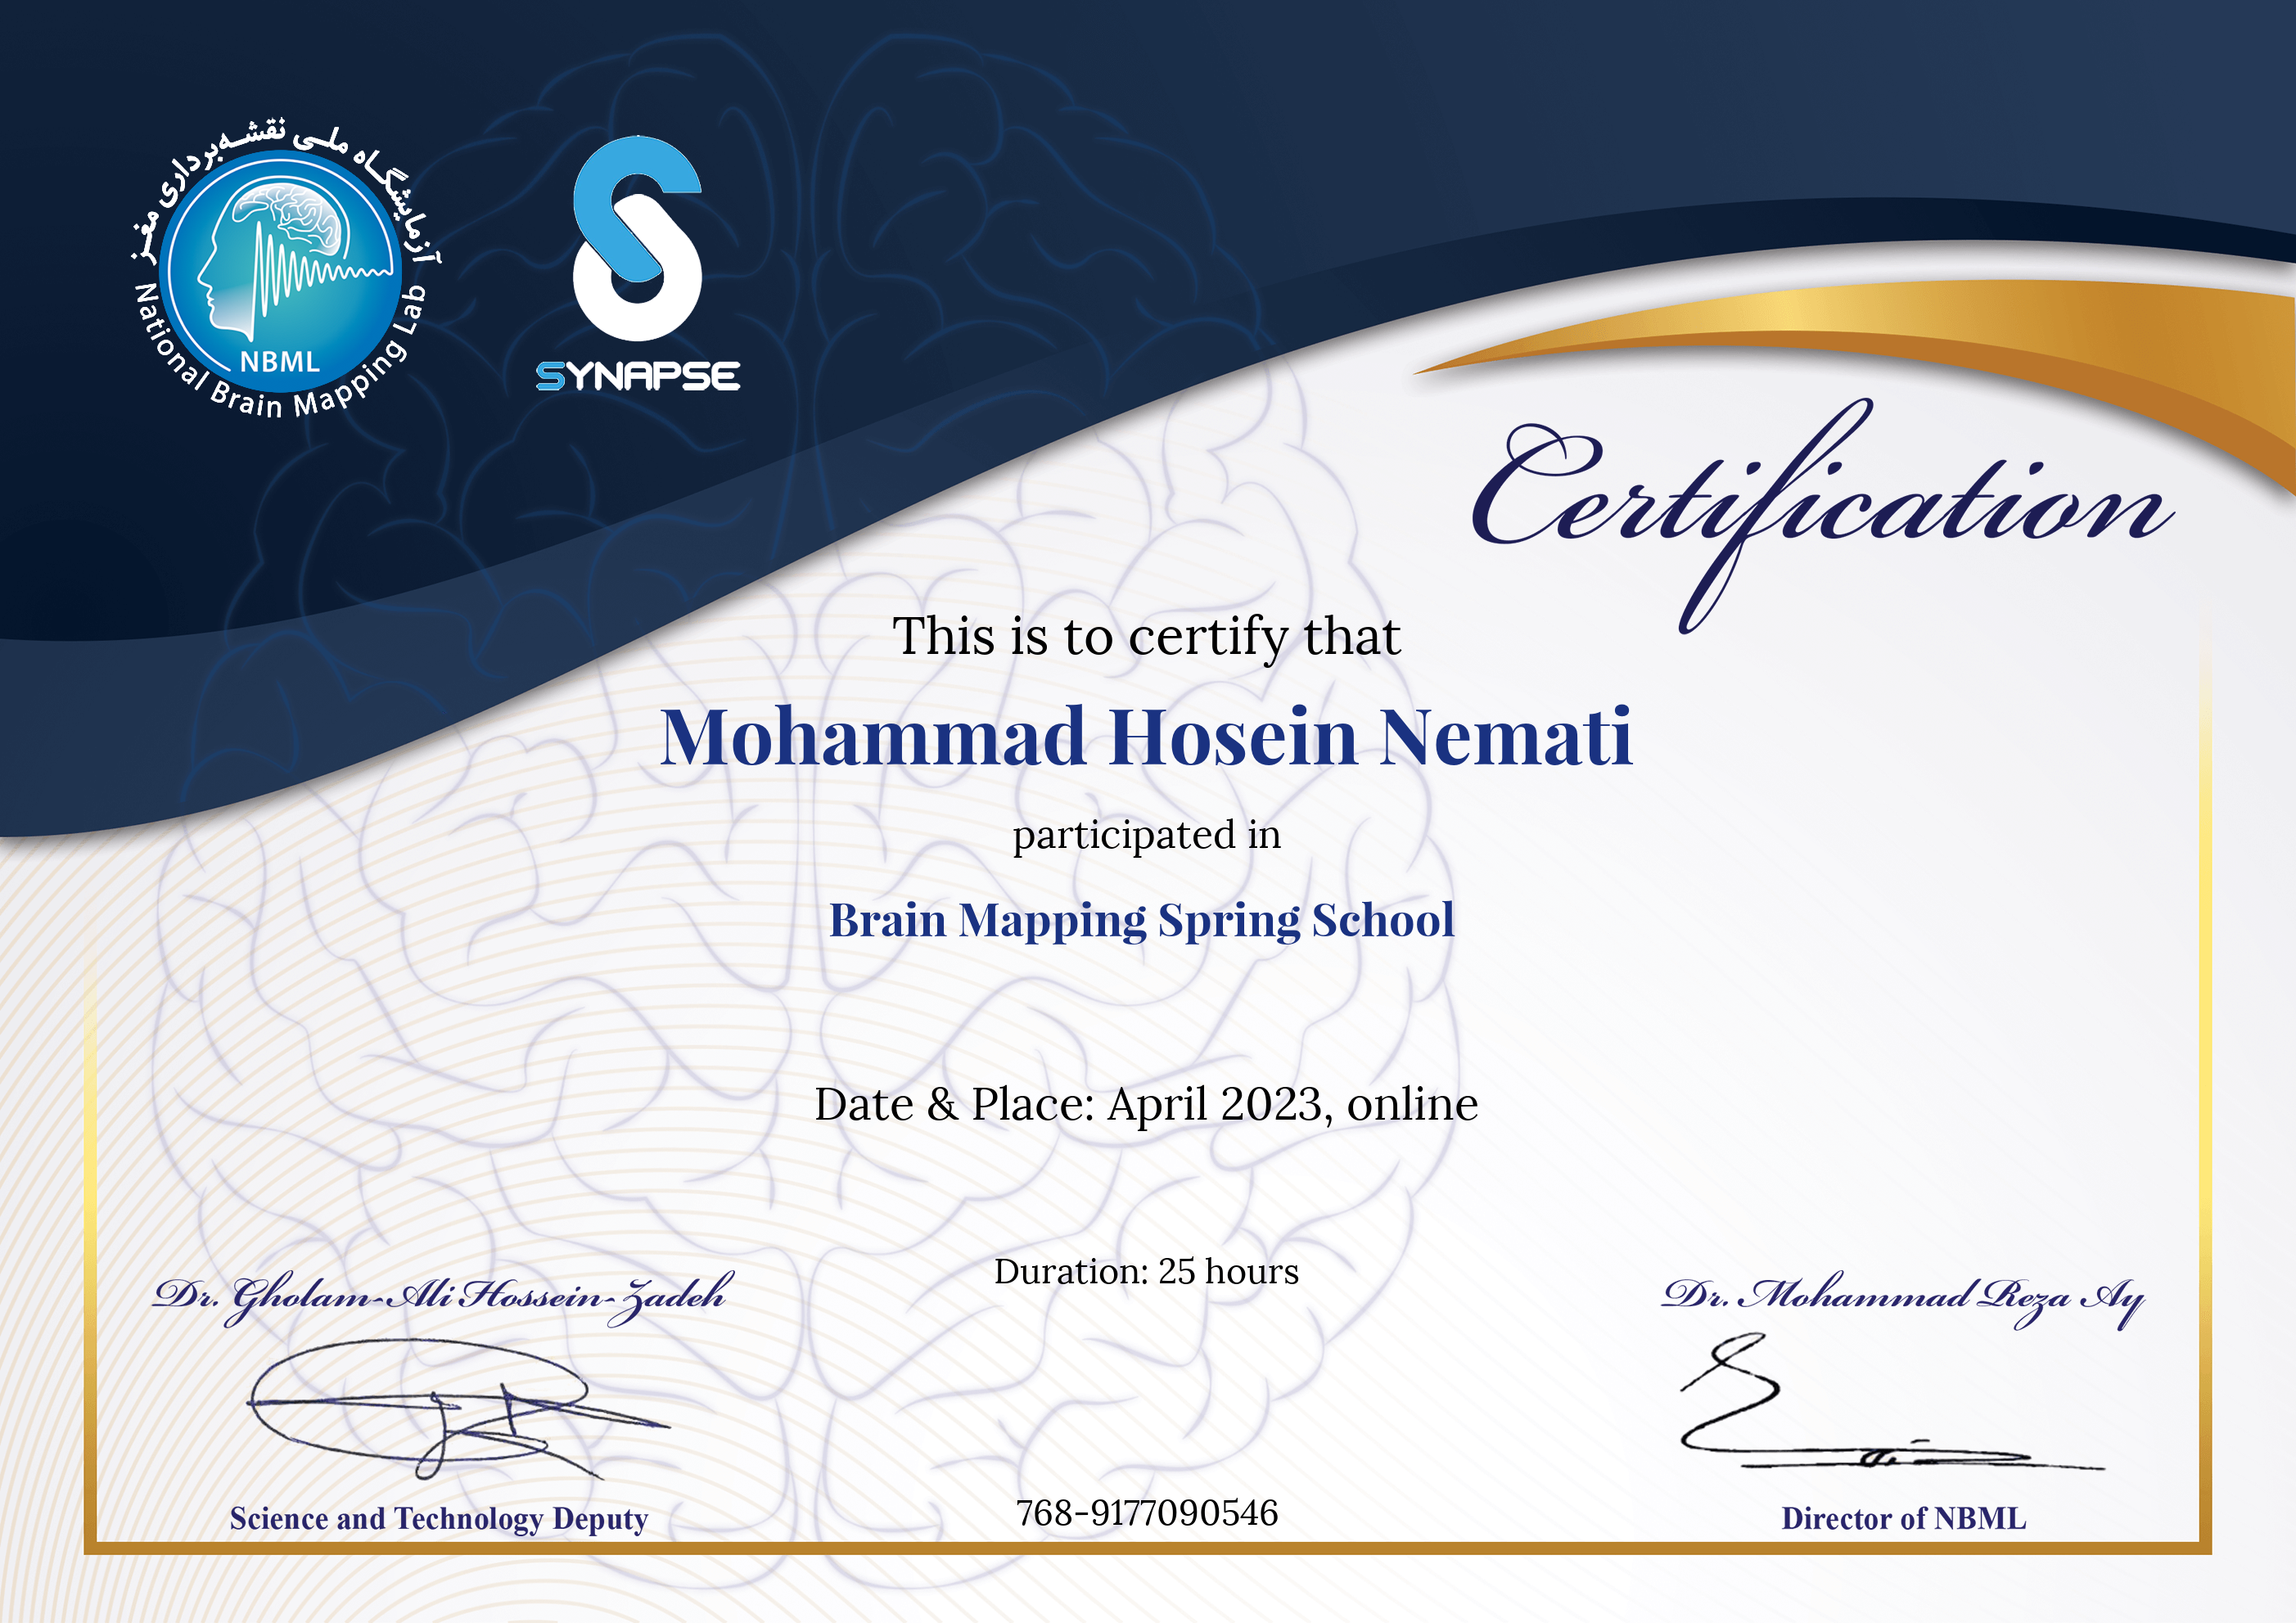 آزمایشگاه ملی نقشه‌برداری مغز
NBML
National Brain Mapping Lab
SYNAPSE
Certification
This is to certify that
Mohammad Hosein Nemati
participated in
Brain Mapping Spring School
Date & Place: April 2023, online
Duration: 25 hours
Dr. Gholam-Ali Hossein-Zadeh
Science and Technology Deputy
768-9177090546
Dr. Mohammad Reza Ay
Director of NBML